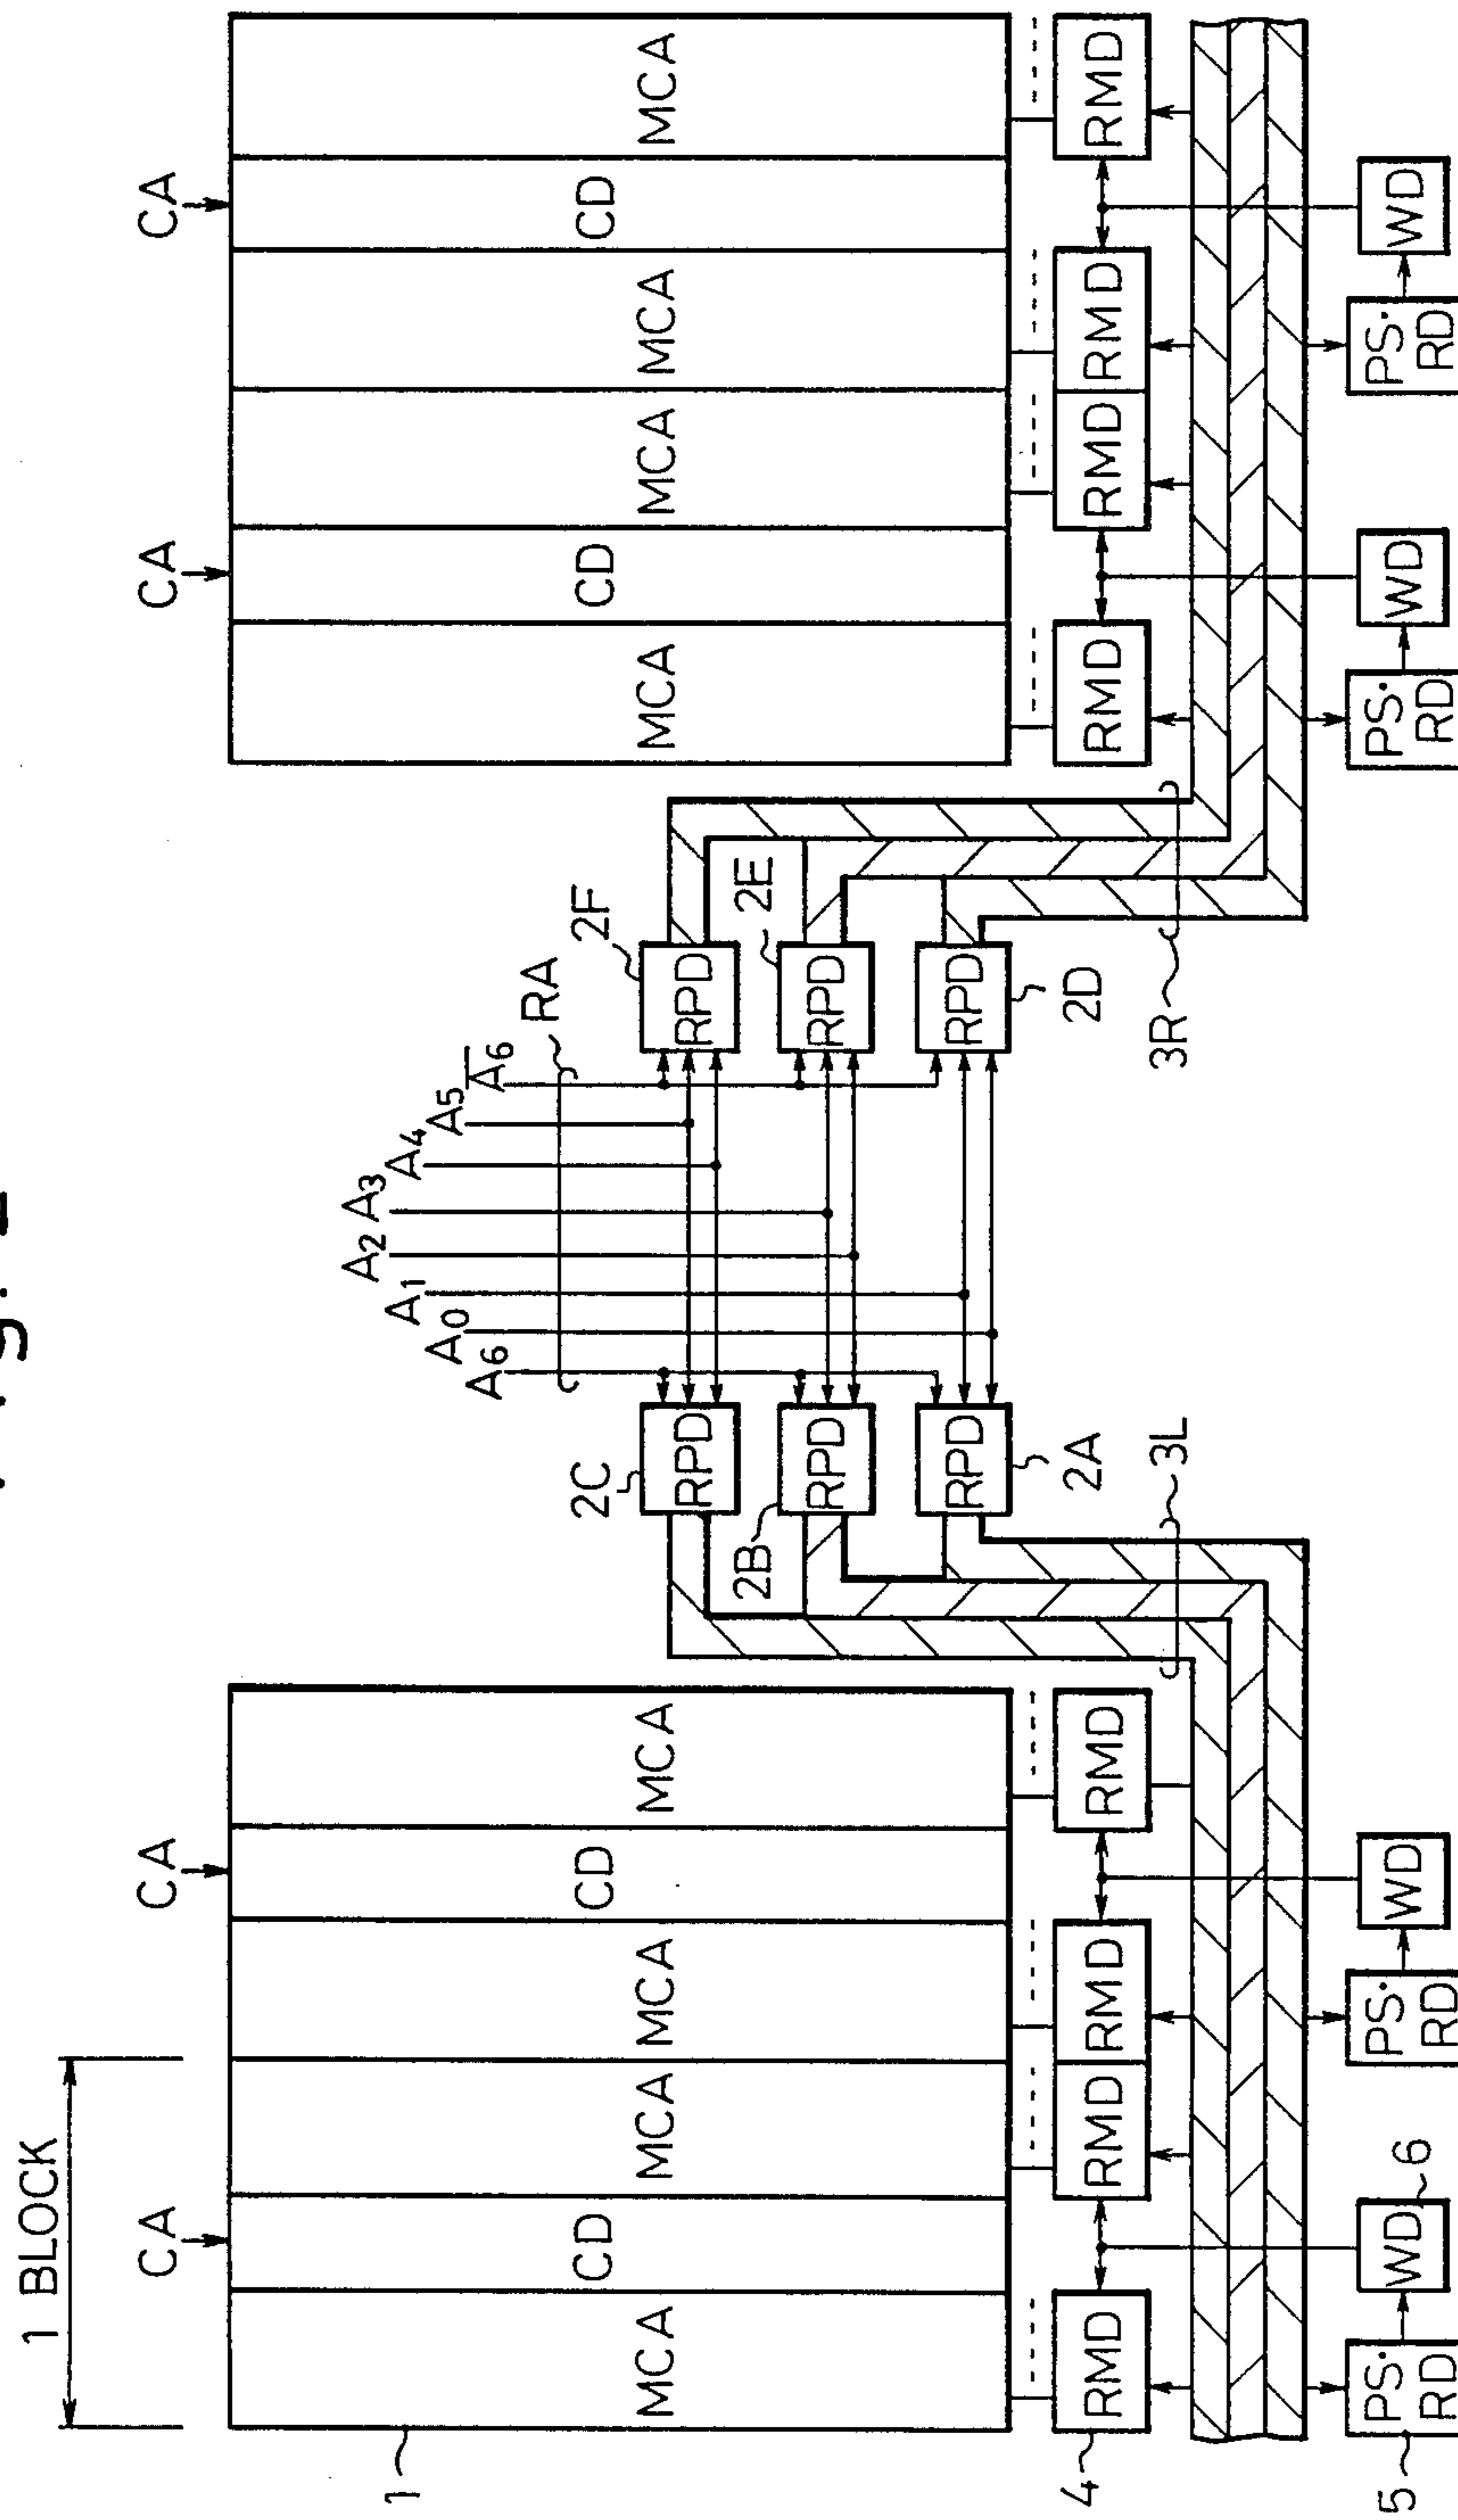 1 BLOCK
CA CA CA CA
A2 A3
A1 A4
A0 A5
A6 A̅6
RA
1
2C 2F
CD CD CD CD
MCA MCA MCA MCA MCA MCA MCA MCA
RPD RPD
2B 2E
RPD RPD
RPD RPD
2A 2D
4 RMD RMD RMD RMD RMD RMD RMD RMD
3L 3R
5 PS·RD WD 6 PS·RD WD PS·RD WD PS·RD WD